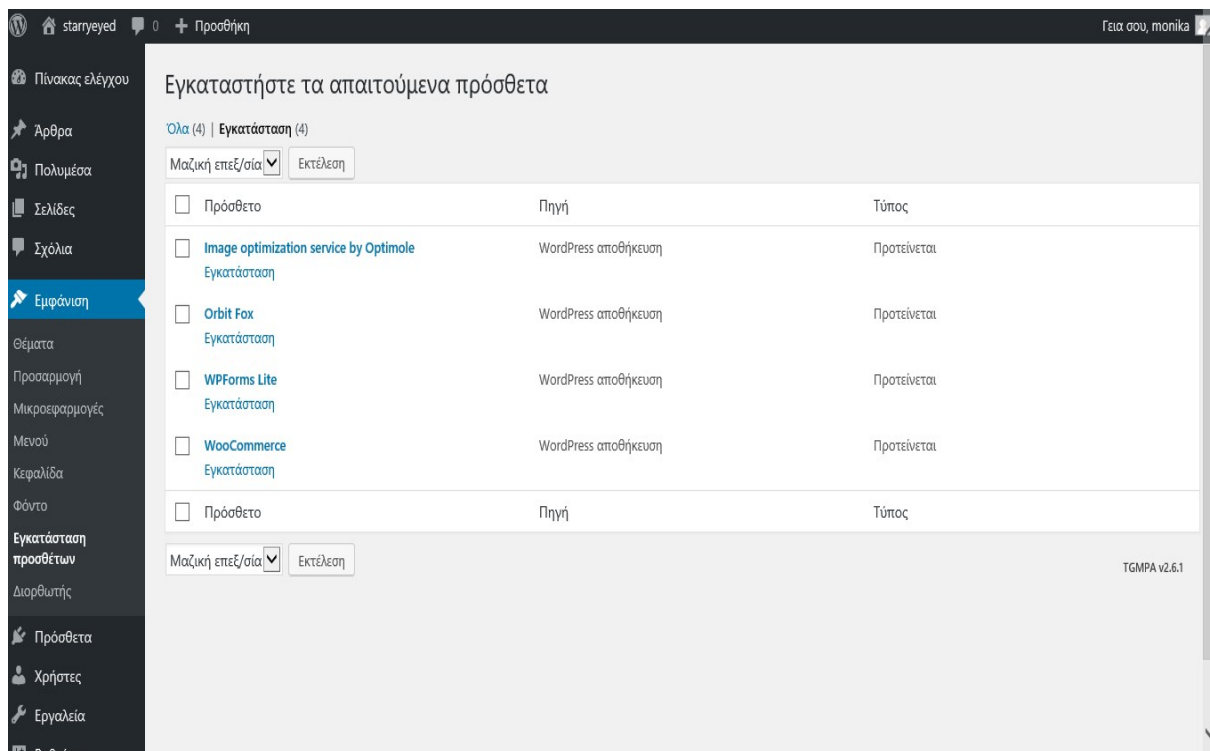 starryeyed 0 Προσθήκη Γεια σου, monika
Πίνακας ελέγχου
Άρθρα
Πολυμέσα
Σελίδες
Σχόλια
Εμφάνιση
Θέματα
Προσαρμογή
Μικροεφαρμογές
Μενού
Κεφαλίδα
Φόντο
Εγκατάσταση
προσθέτων
Διορθωτής
Πρόσθετα
Χρήστες
Εργαλεία
Εγκαταστήστε τα απαιτούμενα πρόσθετα
Όλα (4) | Εγκατάσταση (4)
Μαζική επεξ/σία Εκτέλεση
Πρόσθετο Πηγή Τύπος
Image optimization service by Optimole WordPress αποθήκευση Προτείνεται
Εγκατάσταση
Orbit Fox WordPress αποθήκευση Προτείνεται
Εγκατάσταση
WPForms Lite WordPress αποθήκευση Προτείνεται
Εγκατάσταση
WooCommerce WordPress αποθήκευση Προτείνεται
Εγκατάσταση
Πρόσθετο Πηγή Τύπος
Μαζική επεξ/σία Εκτέλεση
TGMPA v2.6.1